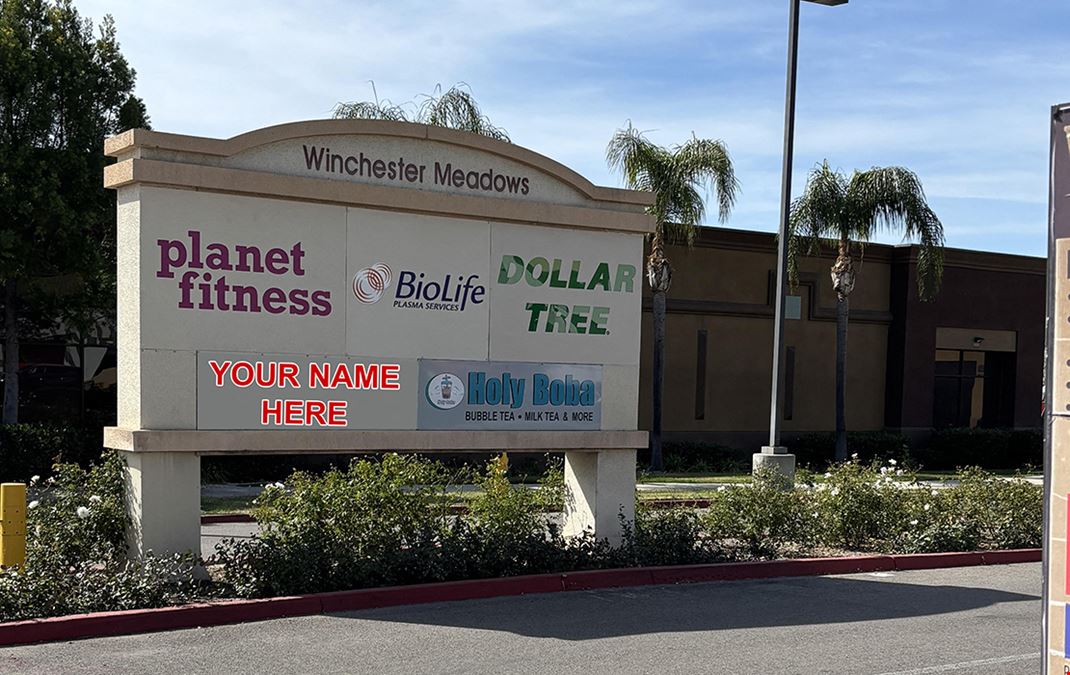 Winchester Meadows
planet
fitness
BioLife
PLASMA SERVICES
DOLLAR
TREE
YOUR NAME
HERE
Holy Boba
BUBBLE TEA • MILK TEA & MORE